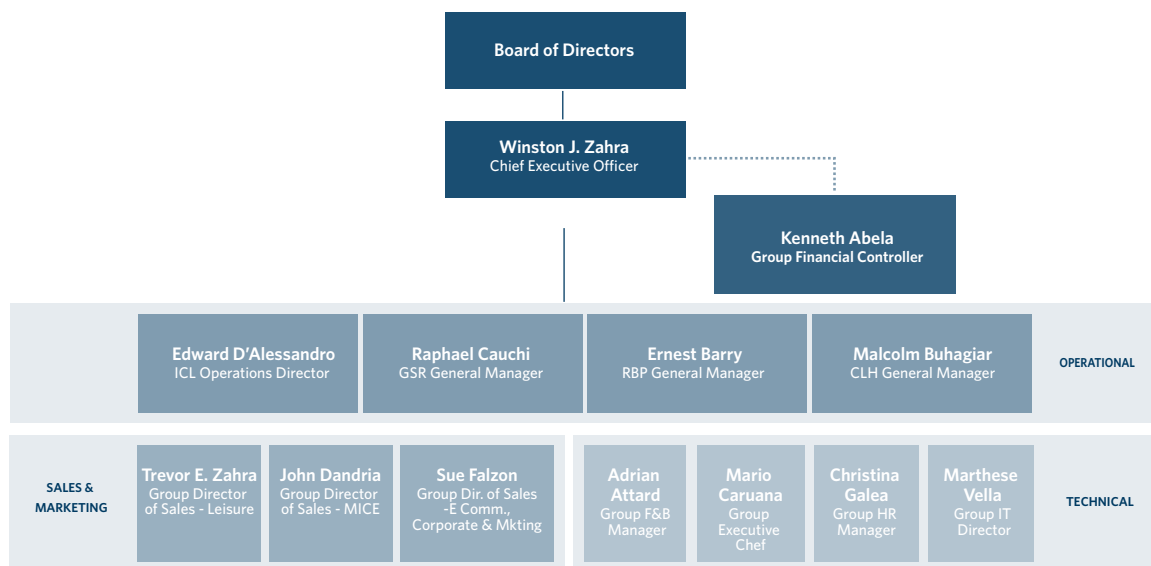 Board of Directors
Winston J. Zahra
Chief Executive Officer
Kenneth Abela
Group Financial Controller
Edward D’Alessandro
ICL Operations Director
Raphael Cauchi
GSR General Manager
Ernest Barry
RBP General Manager
Malcolm Buhagiar
CLH General Manager
OPERATIONAL
SALES &
MARKETING
Trevor E. Zahra
Group Director
of Sales - Leisure
John Dandria
Group Director
of Sales - MICE
Sue Falzon
Group Dir. of Sales
-E Comm.,
Corporate & Mkting
Adrian
Attard
Group F&B
Manager
Mario
Caruana
Group
Executive
Chef
Christina
Galea
Group HR
Manager
Marthese
Vella
Group IT
Director
TECHNICAL